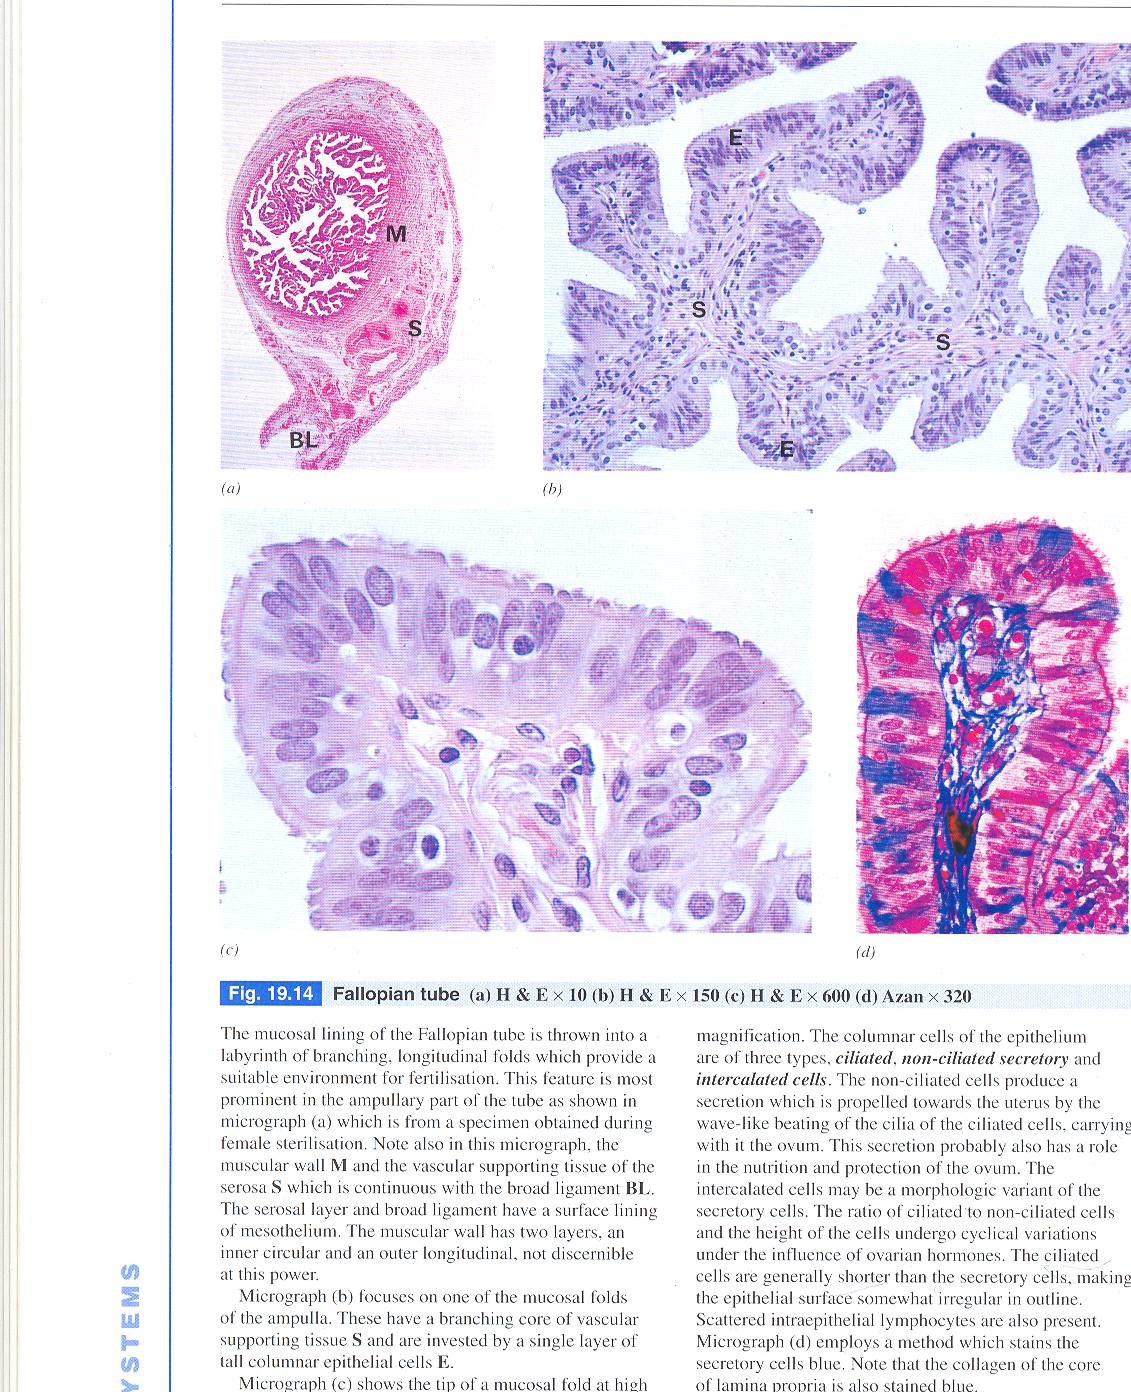 M
S
BL
(a)
E
S
S
E
(b)
(c)
(d)
Fig. 19.14 Fallopian tube (a) H & E × 10 (b) H & E × 150 (c) H & E × 600 (d) Azan × 320
The mucosal lining of the Fallopian tube is thrown into a
labyrinth of branching, longitudinal folds which provide a
suitable environment for fertilisation. This feature is most
prominent in the ampullary part of the tube as shown in
micrograph (a) which is from a specimen obtained during
female sterilisation. Note also in this micrograph, the
muscular wall M and the vascular supporting tissue of the
serosa S which is continuous with the broad ligament BL.
The serosal layer and broad ligament have a surface lining
of mesothelium. The muscular wall has two layers, an
inner circular and an outer longitudinal, not discernible
at this power.
Micrograph (b) focuses on one of the mucosal folds
of the ampulla. These have a branching core of vascular
supporting tissue S and are invested by a single layer of
tall columnar epithelial cells E.
Micrograph (c) shows the tip of a mucosal fold at high
magnification. The columnar cells of the epithelium
are of three types, ciliated, non-ciliated secretory and
intercalated cells. The non-ciliated cells produce a
secretion which is propelled towards the uterus by the
wave-like beating of the cilia of the ciliated cells, carrying
with it the ovum. This secretion probably also has a role
in the nutrition and protection of the ovum. The
intercalated cells may be a morphologic variant of the
secretory cells. The ratio of ciliated to non-ciliated cells
and the height of the cells undergo cyclical variations
under the influence of ovarian hormones. The ciliated
cells are generally shorter than the secretory cells, making
the epithelial surface somewhat irregular in outline.
Scattered intraepithelial lymphocytes are also present.
Micrograph (d) employs a method which stains the
secretory cells blue. Note that the collagen of the core
of lamina propria is also stained blue.
YSTEMS